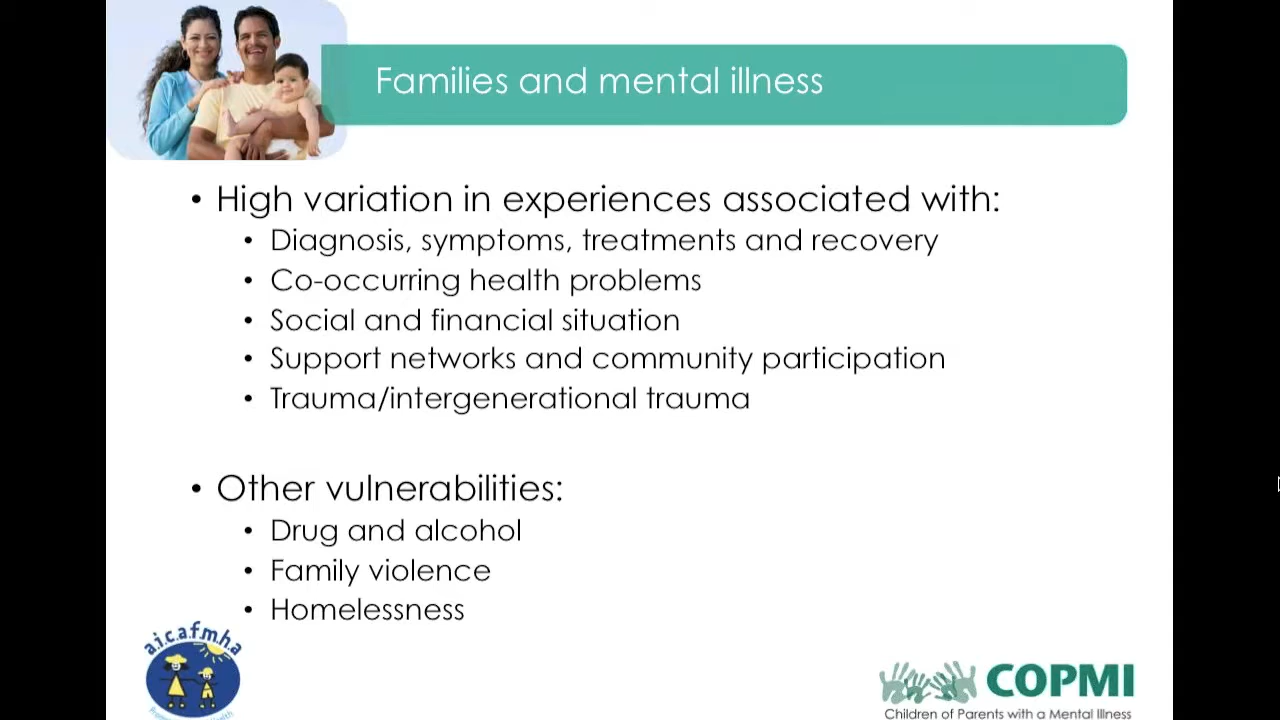 Families and mental illness
• High variation in experiences associated with:
• Diagnosis, symptoms, treatments and recovery
• Co-occurring health problems
• Social and financial situation
• Support networks and community participation
• Trauma/intergenerational trauma
• Other vulnerabilities:
• Drug and alcohol
• Family violence
• Homelessness
a.i.c.a.f.m.h.a
COPMI
Children of Parents with a Mental Illness